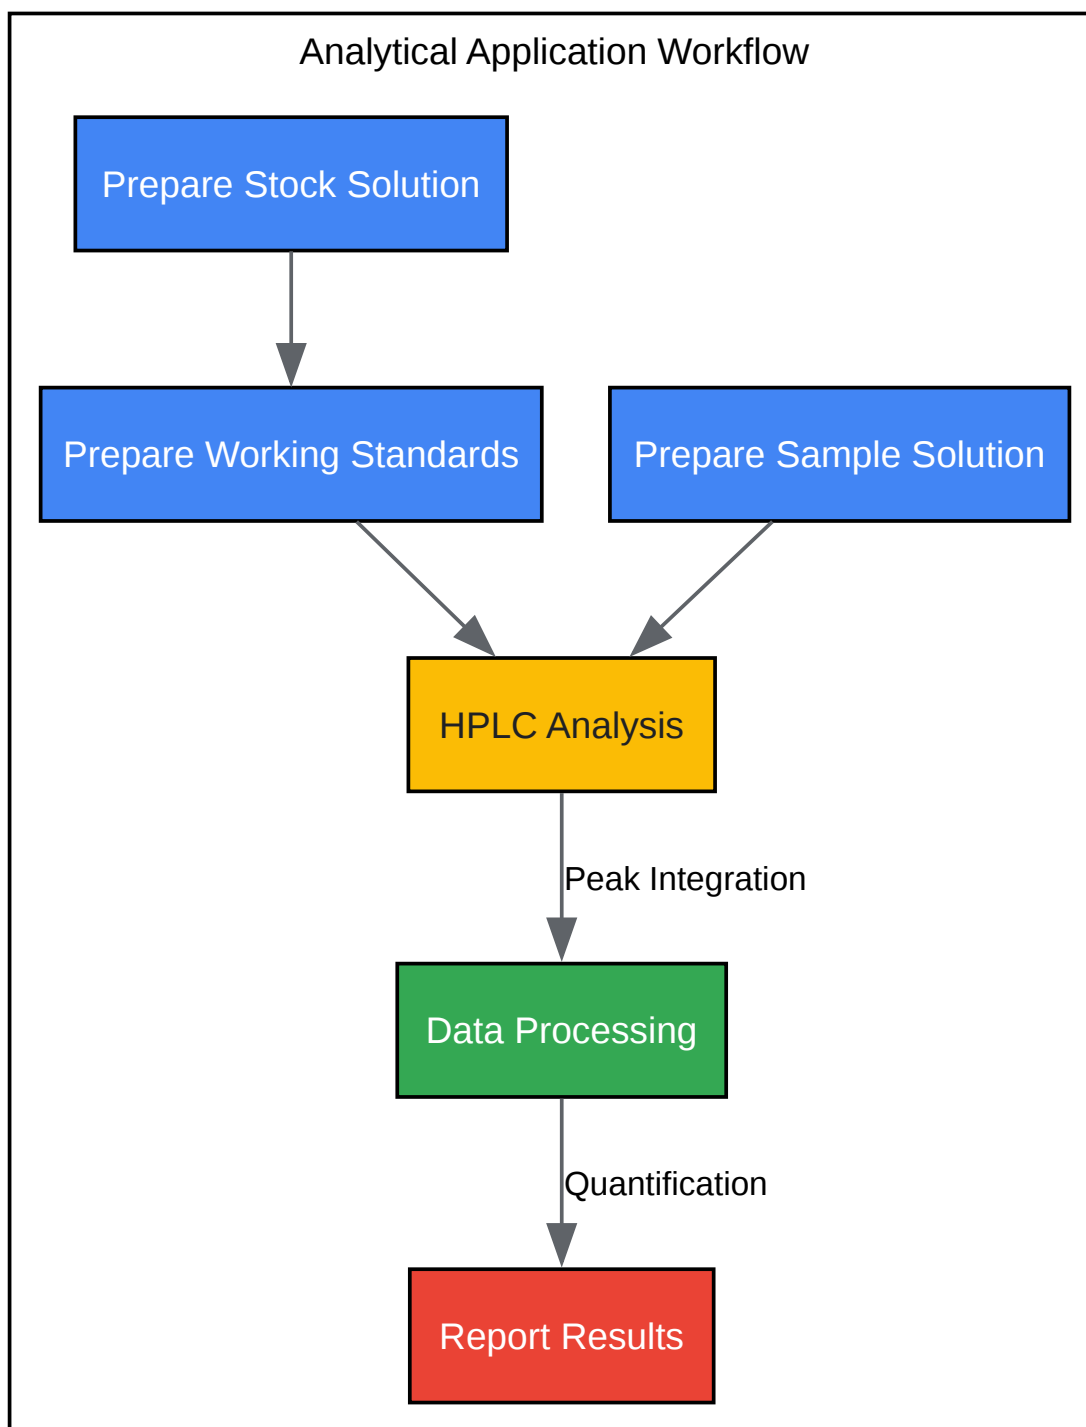 Analytical Application Workflow
Prepare Stock Solution
Prepare Working Standards
Prepare Sample Solution
HPLC Analysis
Peak Integration
Data Processing
Quantification
Report Results